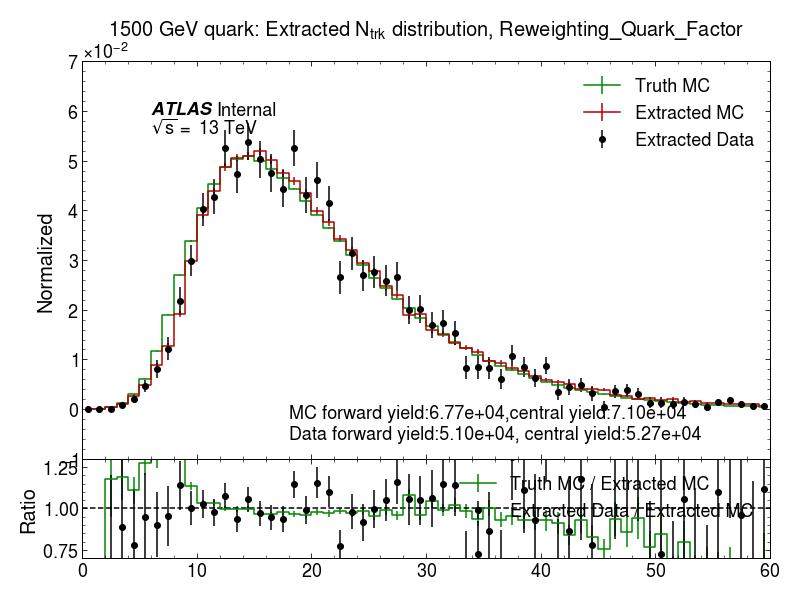 1500 GeV quark: Extracted N_trk distribution, Reweighting_Quark_Factor
7 ×10⁻²
ATLAS Internal
√s = 13 TeV
Truth MC
Extracted MC
Extracted Data
6
5
4
3
2
1
0
1
Normalized
MC forward yield:6.77e+04,central yield:7.10e+04
Data forward yield:5.10e+04, central yield:5.27e+04
1.25
1.00
0.75
Ratio
Truth MC / Extracted MC
Extracted Data / Extracted MC
0 10 20 30 40 50 60